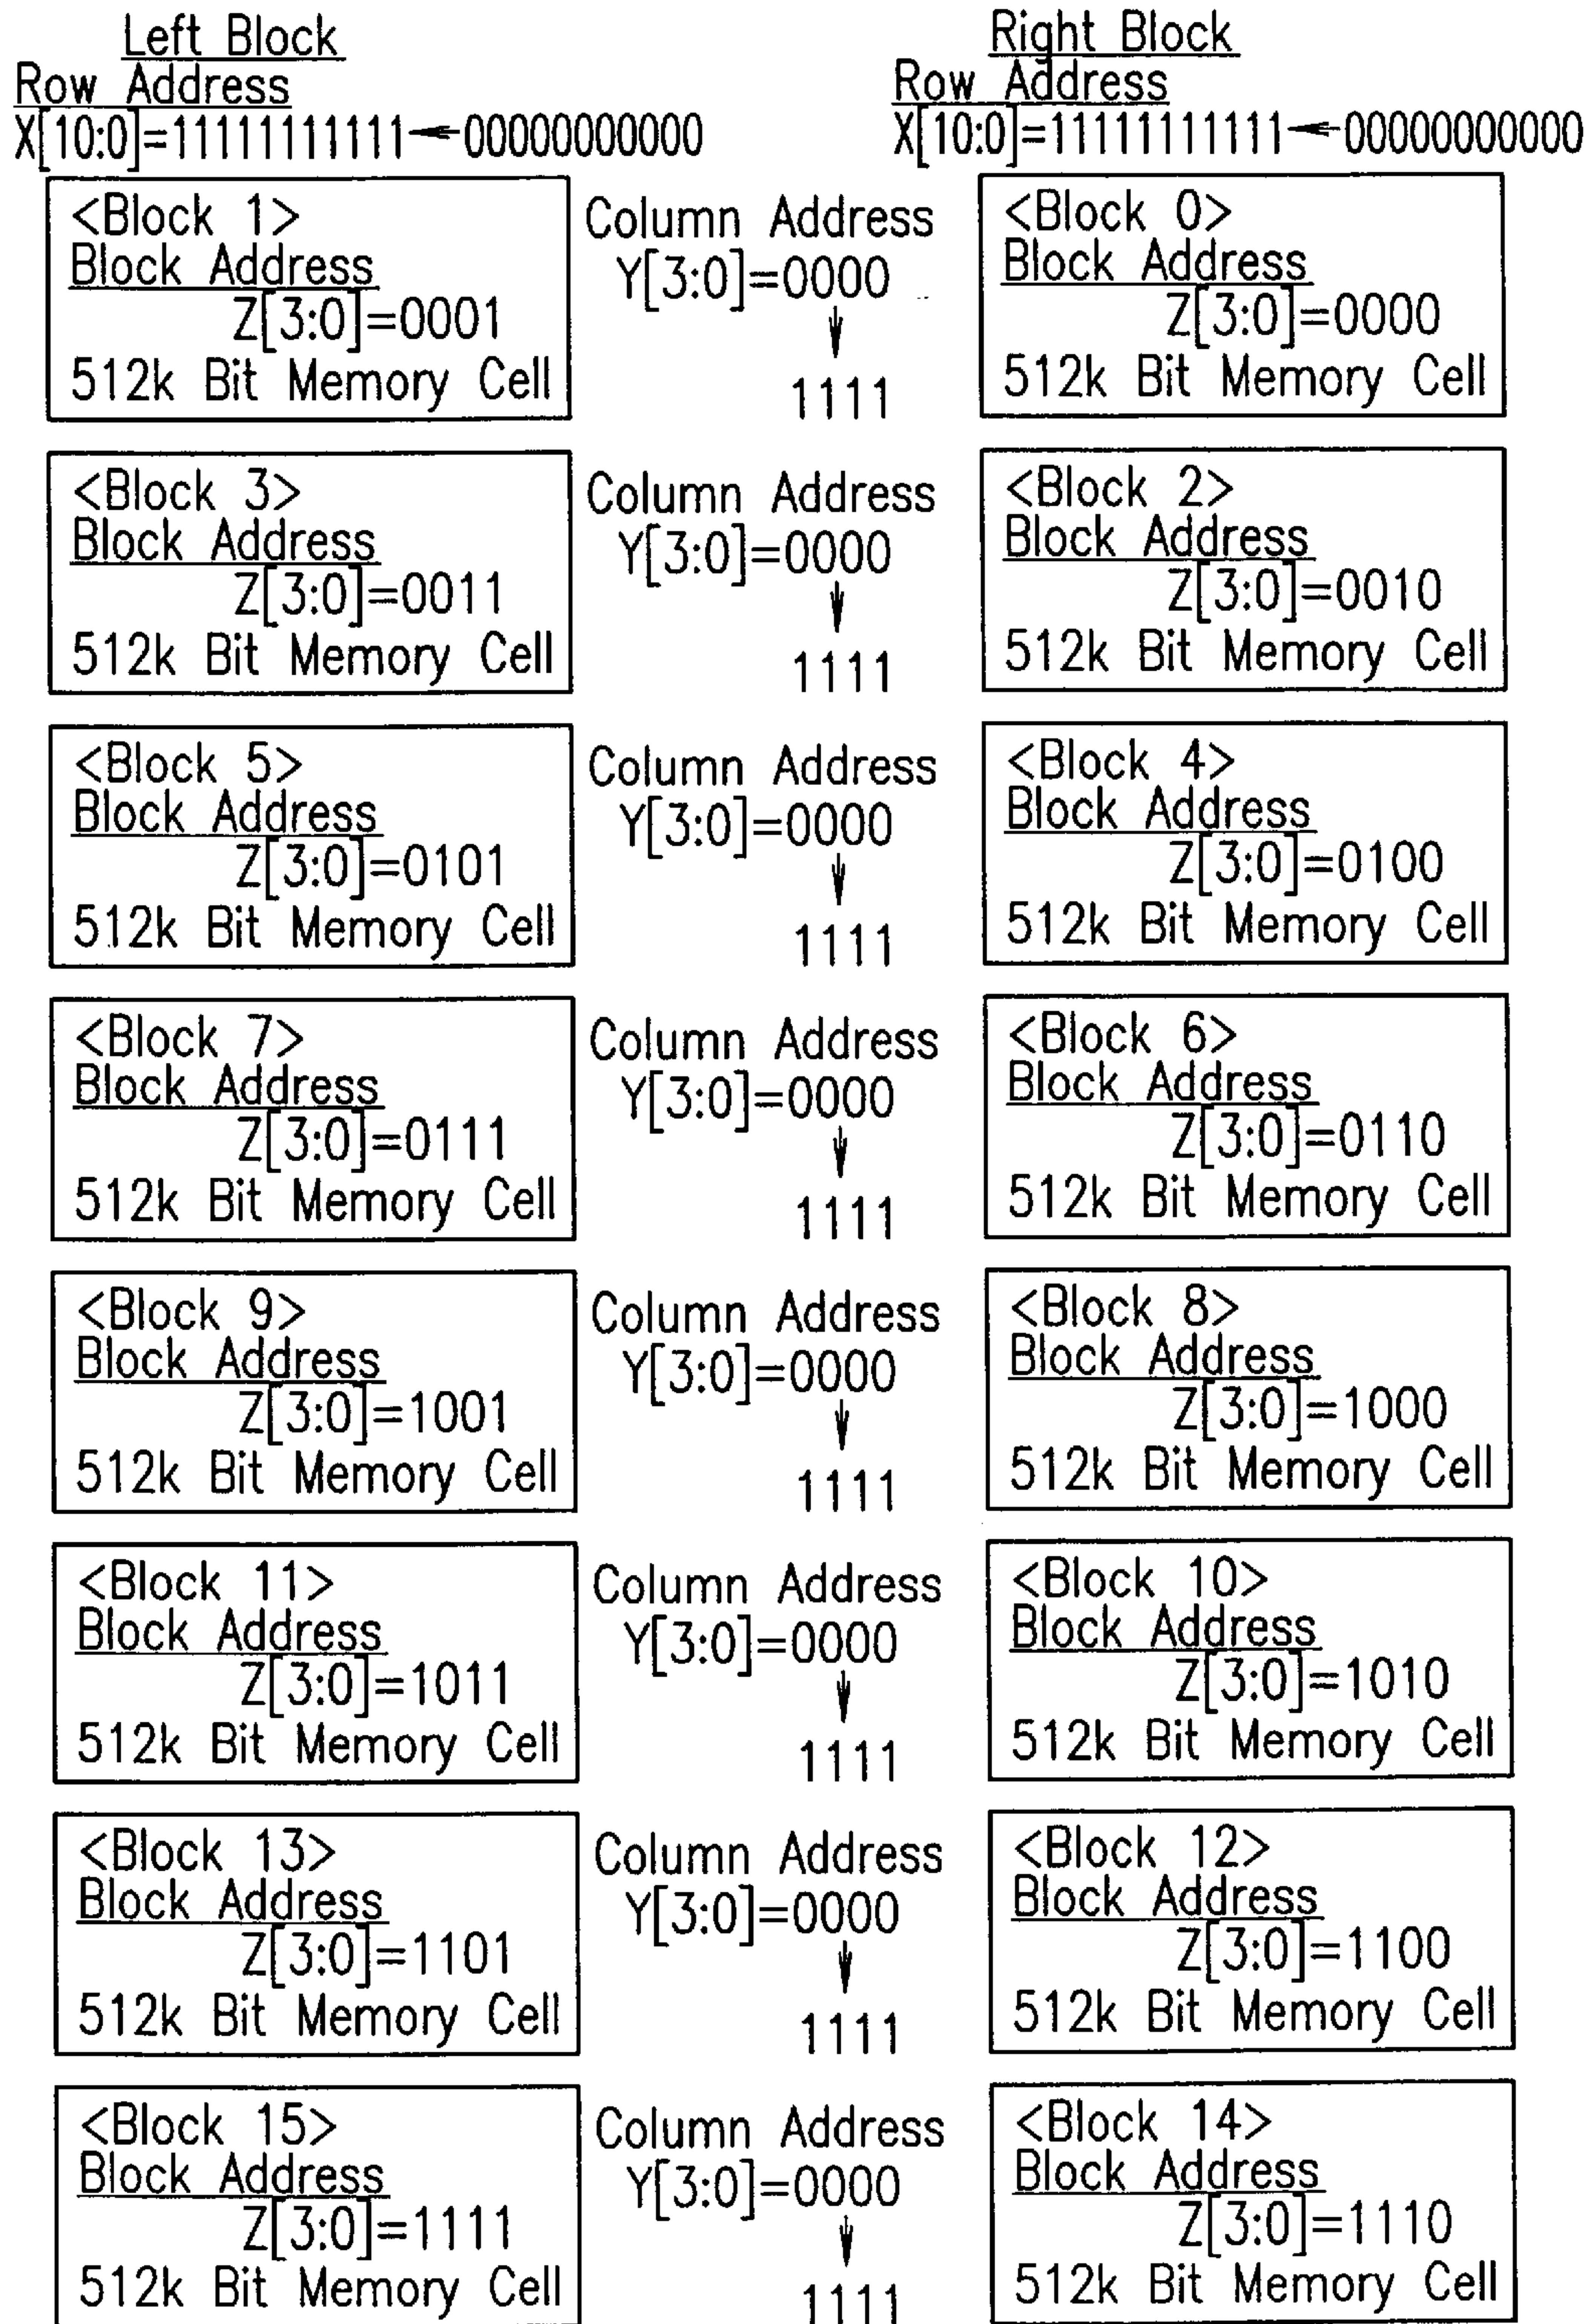 Left Block
Row Address
X[10:0]=11111111111←00000000000
Right Block
Row Address
X[10:0]=11111111111←00000000000
<Block 1>
Block Address
Z[3:0]=0001
512k Bit Memory Cell
Column Address
Y[3:0]=0000
↓
1111
<Block 0>
Block Address
Z[3:0]=0000
512k Bit Memory Cell
<Block 3>
Block Address
Z[3:0]=0011
512k Bit Memory Cell
Column Address
Y[3:0]=0000
↓
1111
<Block 2>
Block Address
Z[3:0]=0010
512k Bit Memory Cell
<Block 5>
Block Address
Z[3:0]=0101
512k Bit Memory Cell
Column Address
Y[3:0]=0000
↓
1111
<Block 4>
Block Address
Z[3:0]=0100
512k Bit Memory Cell
<Block 7>
Block Address
Z[3:0]=0111
512k Bit Memory Cell
Column Address
Y[3:0]=0000
↓
1111
<Block 6>
Block Address
Z[3:0]=0110
512k Bit Memory Cell
<Block 9>
Block Address
Z[3:0]=1001
512k Bit Memory Cell
Column Address
Y[3:0]=0000
↓
1111
<Block 8>
Block Address
Z[3:0]=1000
512k Bit Memory Cell
<Block 11>
Block Address
Z[3:0]=1011
512k Bit Memory Cell
Column Address
Y[3:0]=0000
↓
1111
<Block 10>
Block Address
Z[3:0]=1010
512k Bit Memory Cell
<Block 13>
Block Address
Z[3:0]=1101
512k Bit Memory Cell
Column Address
Y[3:0]=0000
↓
1111
<Block 12>
Block Address
Z[3:0]=1100
512k Bit Memory Cell
<Block 15>
Block Address
Z[3:0]=1111
512k Bit Memory Cell
Column Address
Y[3:0]=0000
↓
1111
<Block 14>
Block Address
Z[3:0]=1110
512k Bit Memory Cell